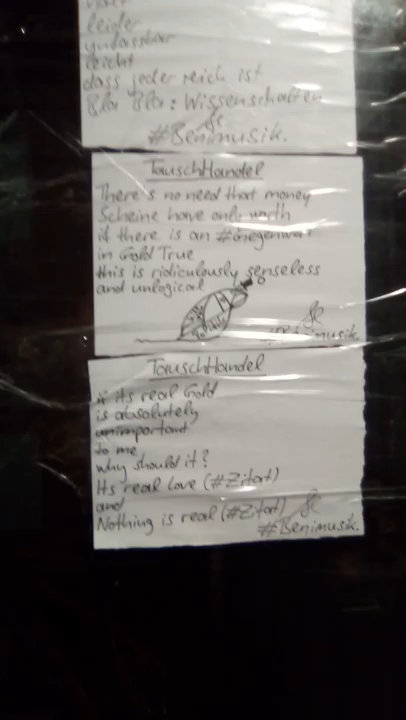 leider
unfassbar
leicht
dass jeder reich ist
Bla Bla: Wissenschaften
#Benimusik.
TauschHandel
There's no need that money
Scheine have only worth
if there is an
in Gold True
this is ridiculously senseless
and unlogical
TauschHandel
if its real Gold
is absolutely
unimportant
to me
why should it?
Its real Love (#Zitat)
and
Nothing is real (#Zitat)
#Benimusik.